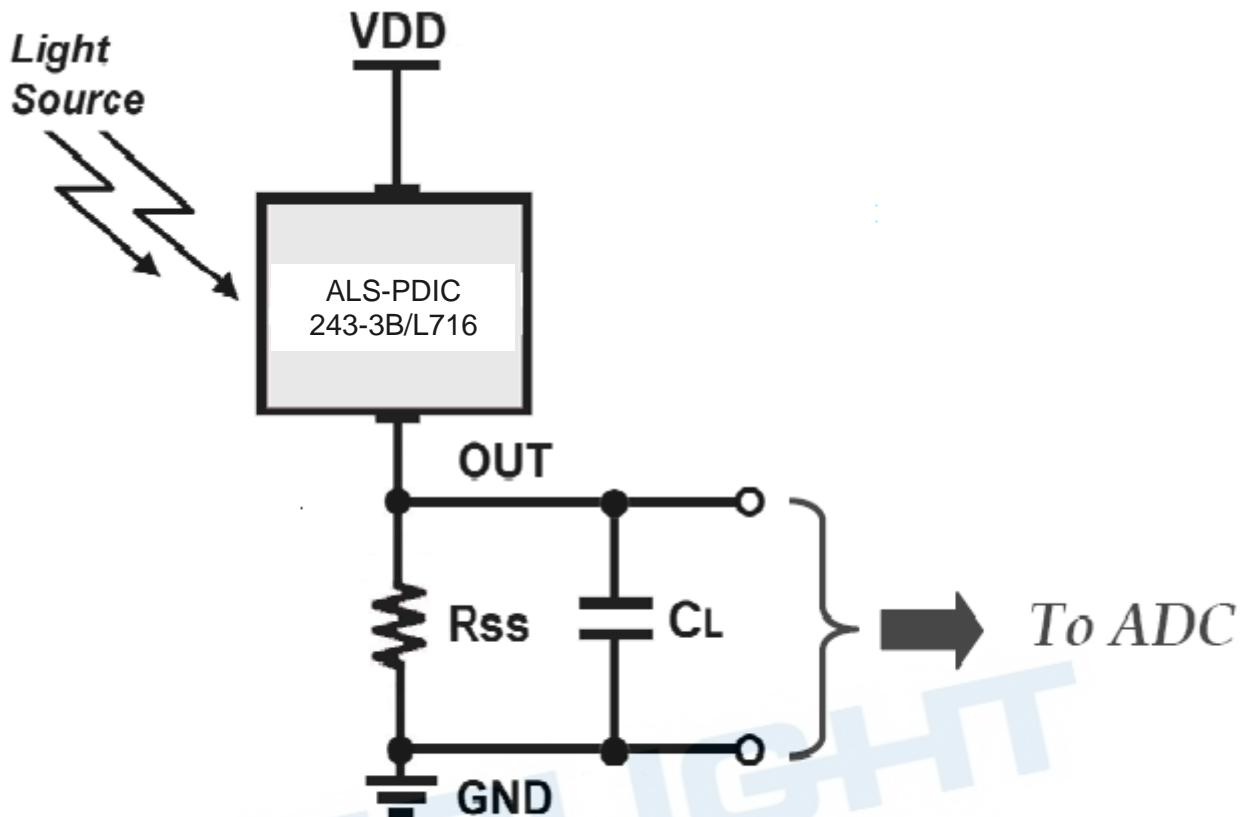 Light
Source
VDD
ALS-PDIC
243-3B/L716
OUT
Rss
CL
To ADC
GND